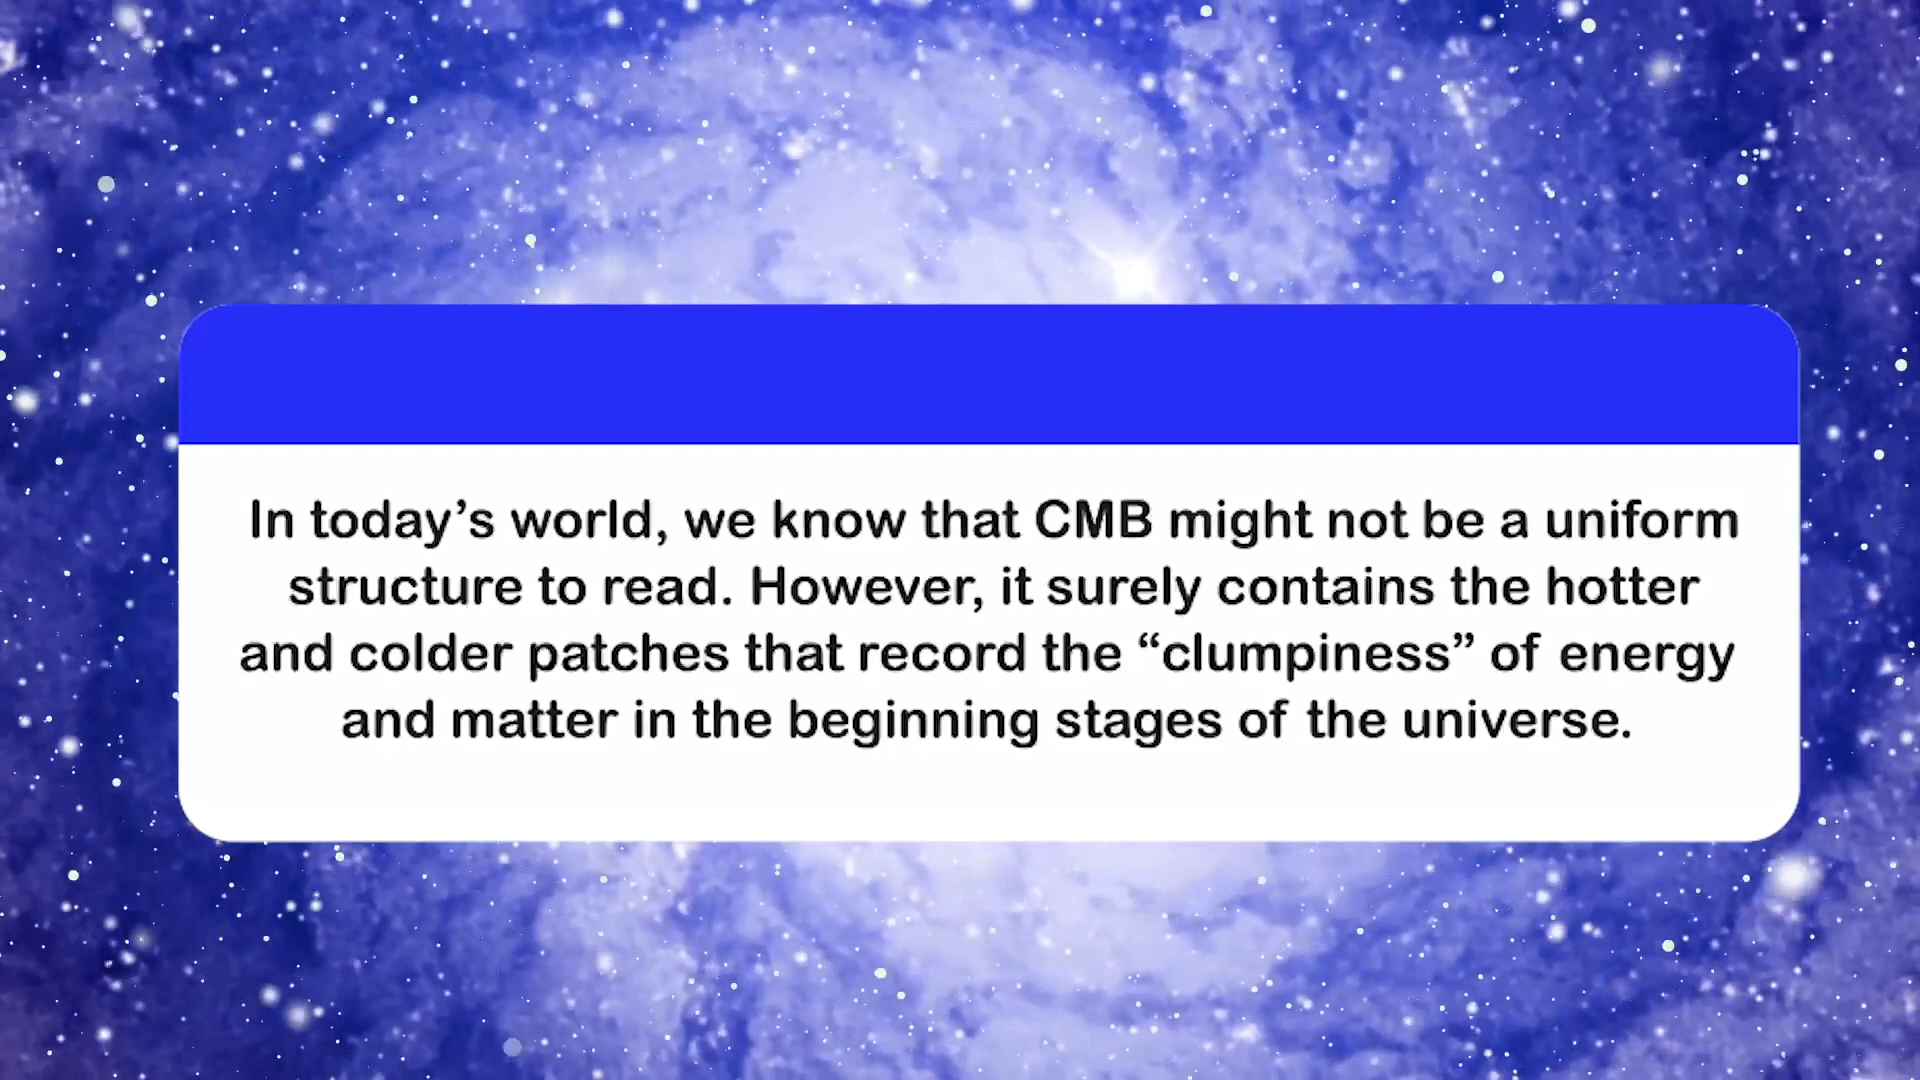 In today’s world, we know that CMB might not be a uniform
structure to read. However, it surely contains the hotter
and colder patches that record the “clumpiness” of energy
and matter in the beginning stages of the universe.